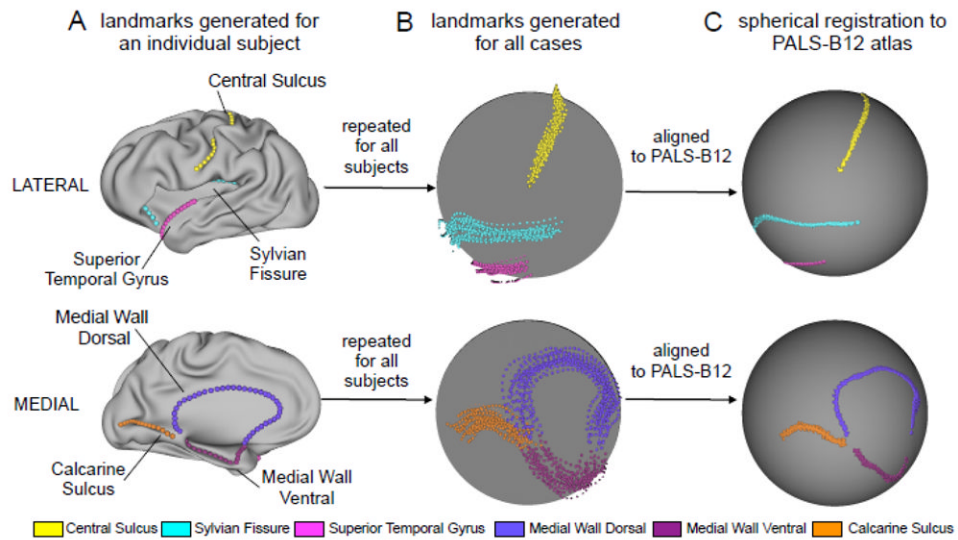 A landmarks generated for
an individual subject
B landmarks generated
for all cases
C spherical registration to
PALS-B12 atlas
Central Sulcus
repeated
for all
subjects
aligned
to PALS-B12
LATERAL
Superior
Temporal Gyrus
Sylvian
Fissure
Medial Wall
Dorsal
repeated
for all
subjects
aligned
to PALS-B12
MEDIAL
Calcarine
Sulcus
Medial Wall
Ventral
Central Sulcus Sylvian Fissure Superior Temporal Gyrus Medial Wall Dorsal Medial Wall Ventral Calcarine Sulcus